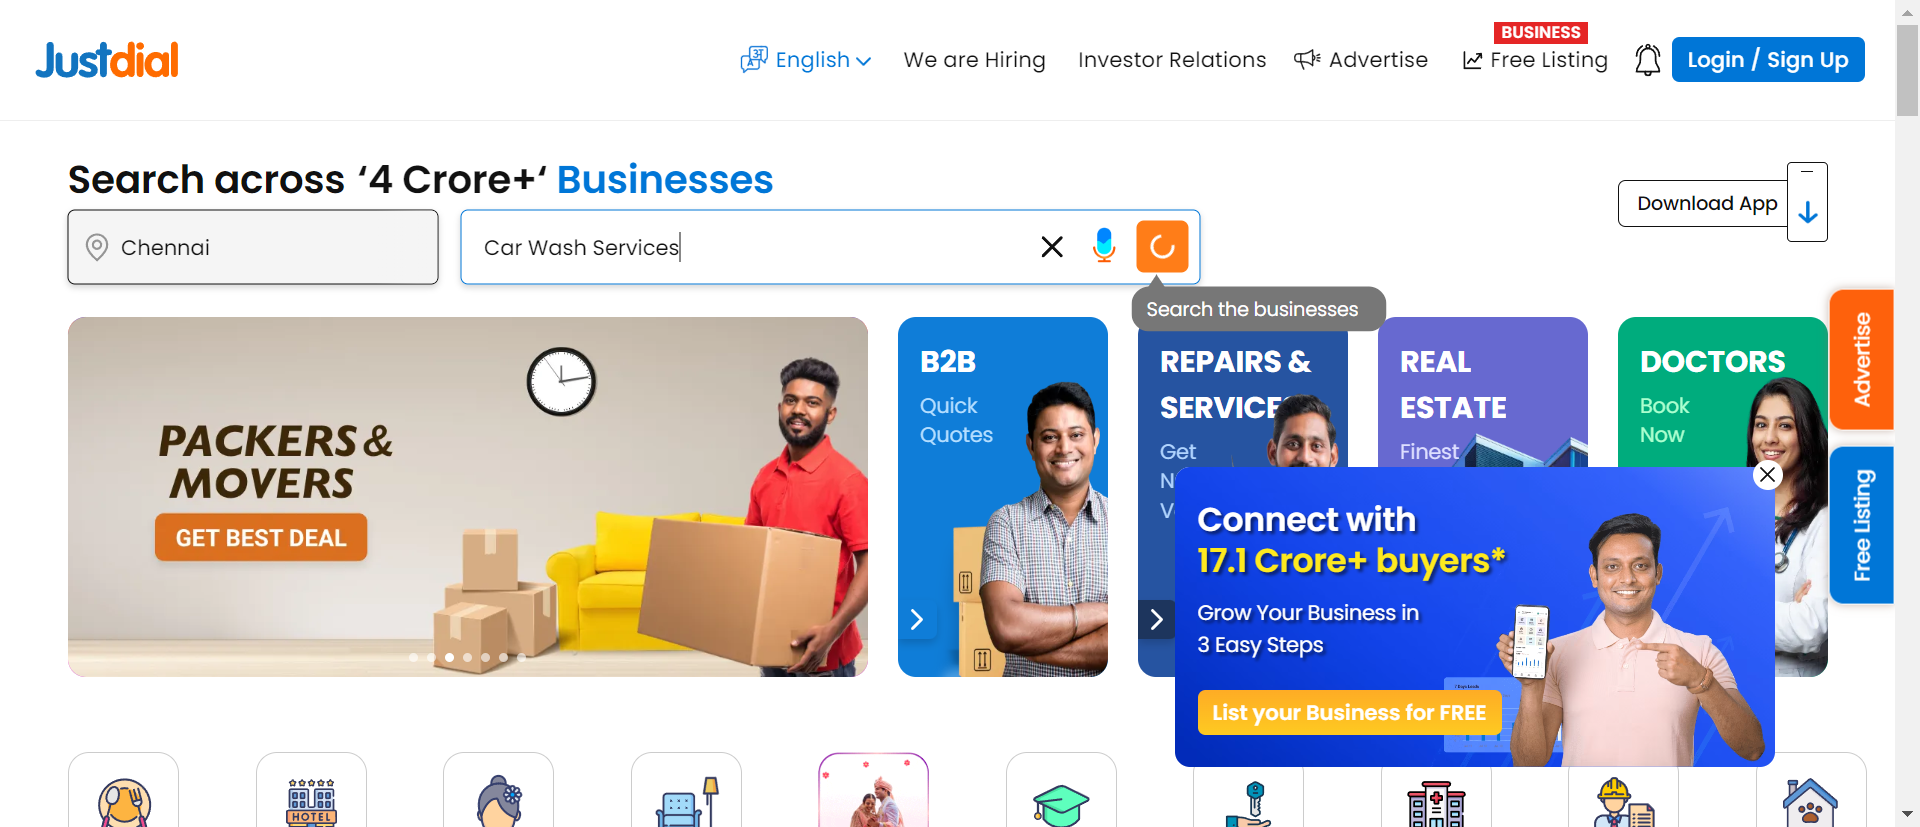 Justdial
English
We are Hiring
Investor Relations
Advertise
BUSINESS
Free Listing
Login / Sign Up
Search across ‘4 Crore+‘ Businesses
Download App
Chennai
Car Wash Services
Search the businesses
PACKERS &
MOVERS
GET BEST DEAL
B2B
Quick
Quotes
REPAIRS &
SERVICES
Get
REAL
ESTATE
Finest
DOCTORS
Book
Now
Advertise
Free Listing
Connect with
17.1 Crore+ buyers*
Grow Your Business in
3 Easy Steps
List your Business for FREE
HOTEL